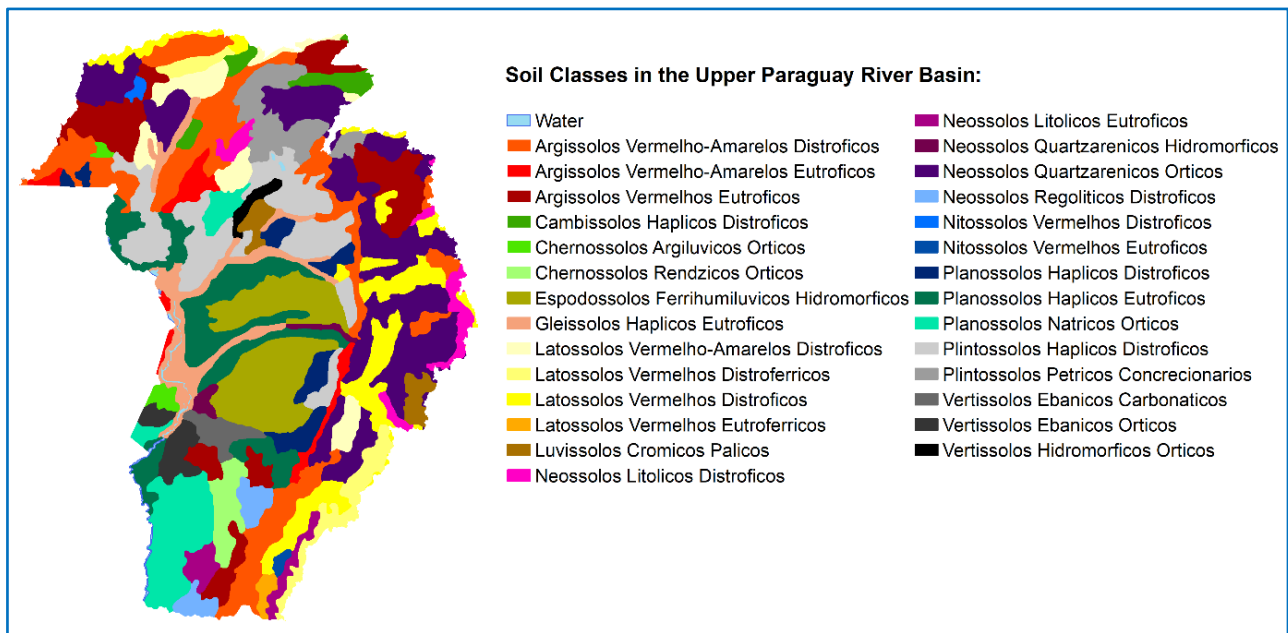 Soil Classes in the Upper Paraguay River Basin:
Water
Argissolos Vermelho-Amarelos Distroficos
Argissolos Vermelho-Amarelos Eutroficos
Argissolos Vermelhos Eutroficos
Cambissolos Haplicos Distroficos
Chernossolos Argiluvicos Orticos
Chernossolos Rendzicos Orticos
Espodossolos Ferrihumiluvicos Hidromorficos
Gleissolos Haplicos Eutroficos
Latossolos Vermelho-Amarelos Distroficos
Latossolos Vermelhos Distroferricos
Latossolos Vermelhos Distroficos
Latossolos Vermelhos Eutroferricos
Luvissolos Cromicos Palicos
Neossolos Litolicos Distroficos
Neossolos Litolicos Eutroficos
Neossolos Quartzarenicos Hidromorficos
Neossolos Quartzarenicos Orticos
Neossolos Regoliticos Distroficos
Nitossolos Vermelhos Distroficos
Nitossolos Vermelhos Eutroficos
Planossolos Haplicos Distroficos
Planossolos Haplicos Eutroficos
Planossolos Natricos Orticos
Plintossolos Haplicos Distroficos
Plintossolos Petricos Concrecionarios
Vertissolos Ebanicos Carbonaticos
Vertissolos Ebanicos Orticos
Vertissolos Hidromorficos Orticos